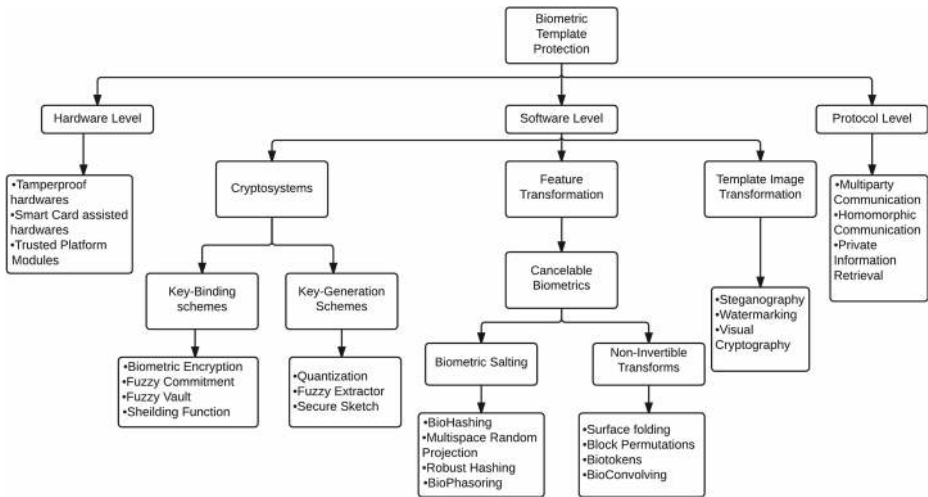 Biometric
Template
Protection
Hardware Level
Software Level
Protocol Level
•Tamperproof
hardwares
•Smart Card assisted
hardwares
•Trusted Platform
Modules
Cryptosystems
Feature
Transformation
Template Image
Transformation
•Multiparty
Communication
•Homomorphic
Communication
•Private
Information
Retrieval
Key-Binding
schemes
Key-Generation
Schemes
Cancelable
Biometrics
•Steganography
•Watermarking
•Visual
Cryptography
•Biometric Encryption
•Fuzzy Commitment
•Fuzzy Vault
•Sheilding Function
•Quantization
•Fuzzy Extractor
•Secure Sketch
Biometric Salting
Non-Invertible
Transforms
•BioHashing
•Multispace Random
Projection
•Robust Hashing
•BioPhasoring
•Surface folding
•Block Permutations
•Biotokens
•BioConvolving